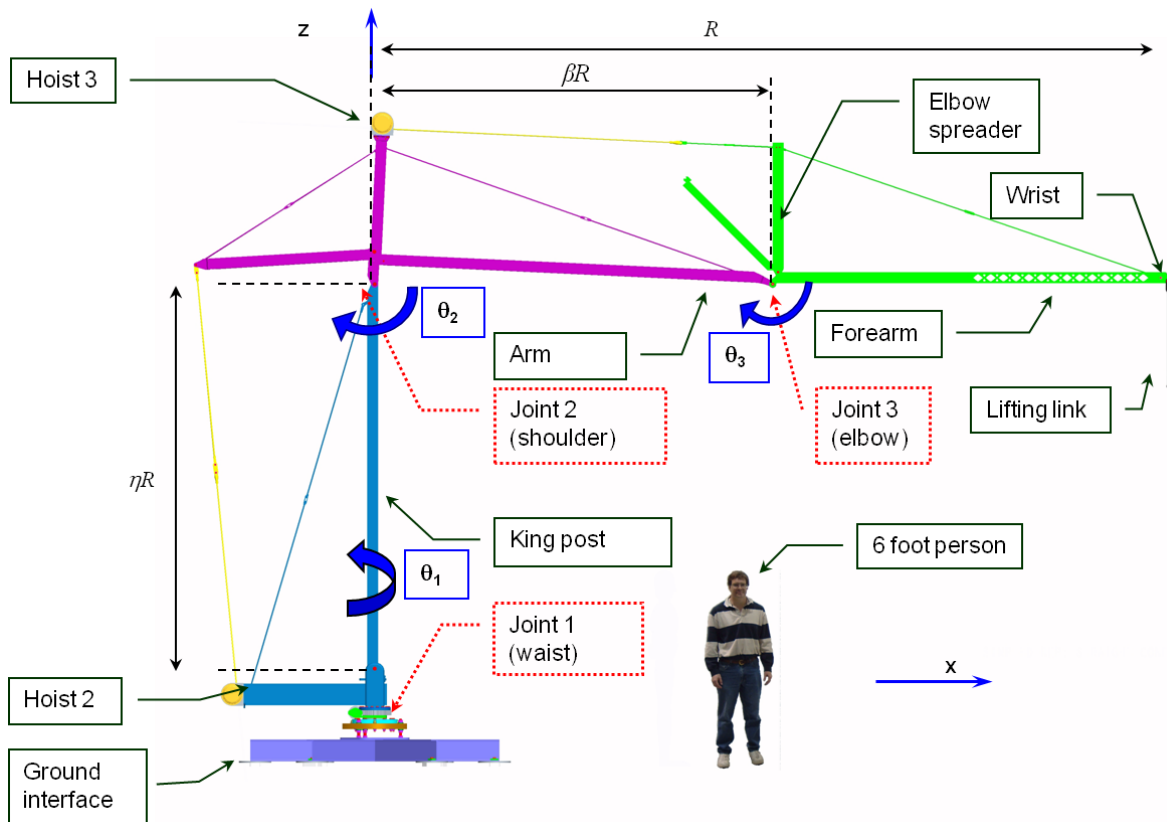 z
R
Hoist 3
βR
Elbow
spreader
Wrist
θ2
θ3
Arm
Forearm
Joint 2
(shoulder)
Joint 3
(elbow)
Lifting link
ηR
King post
6 foot person
θ1
Joint 1
(waist)
x
Hoist 2
Ground
interface